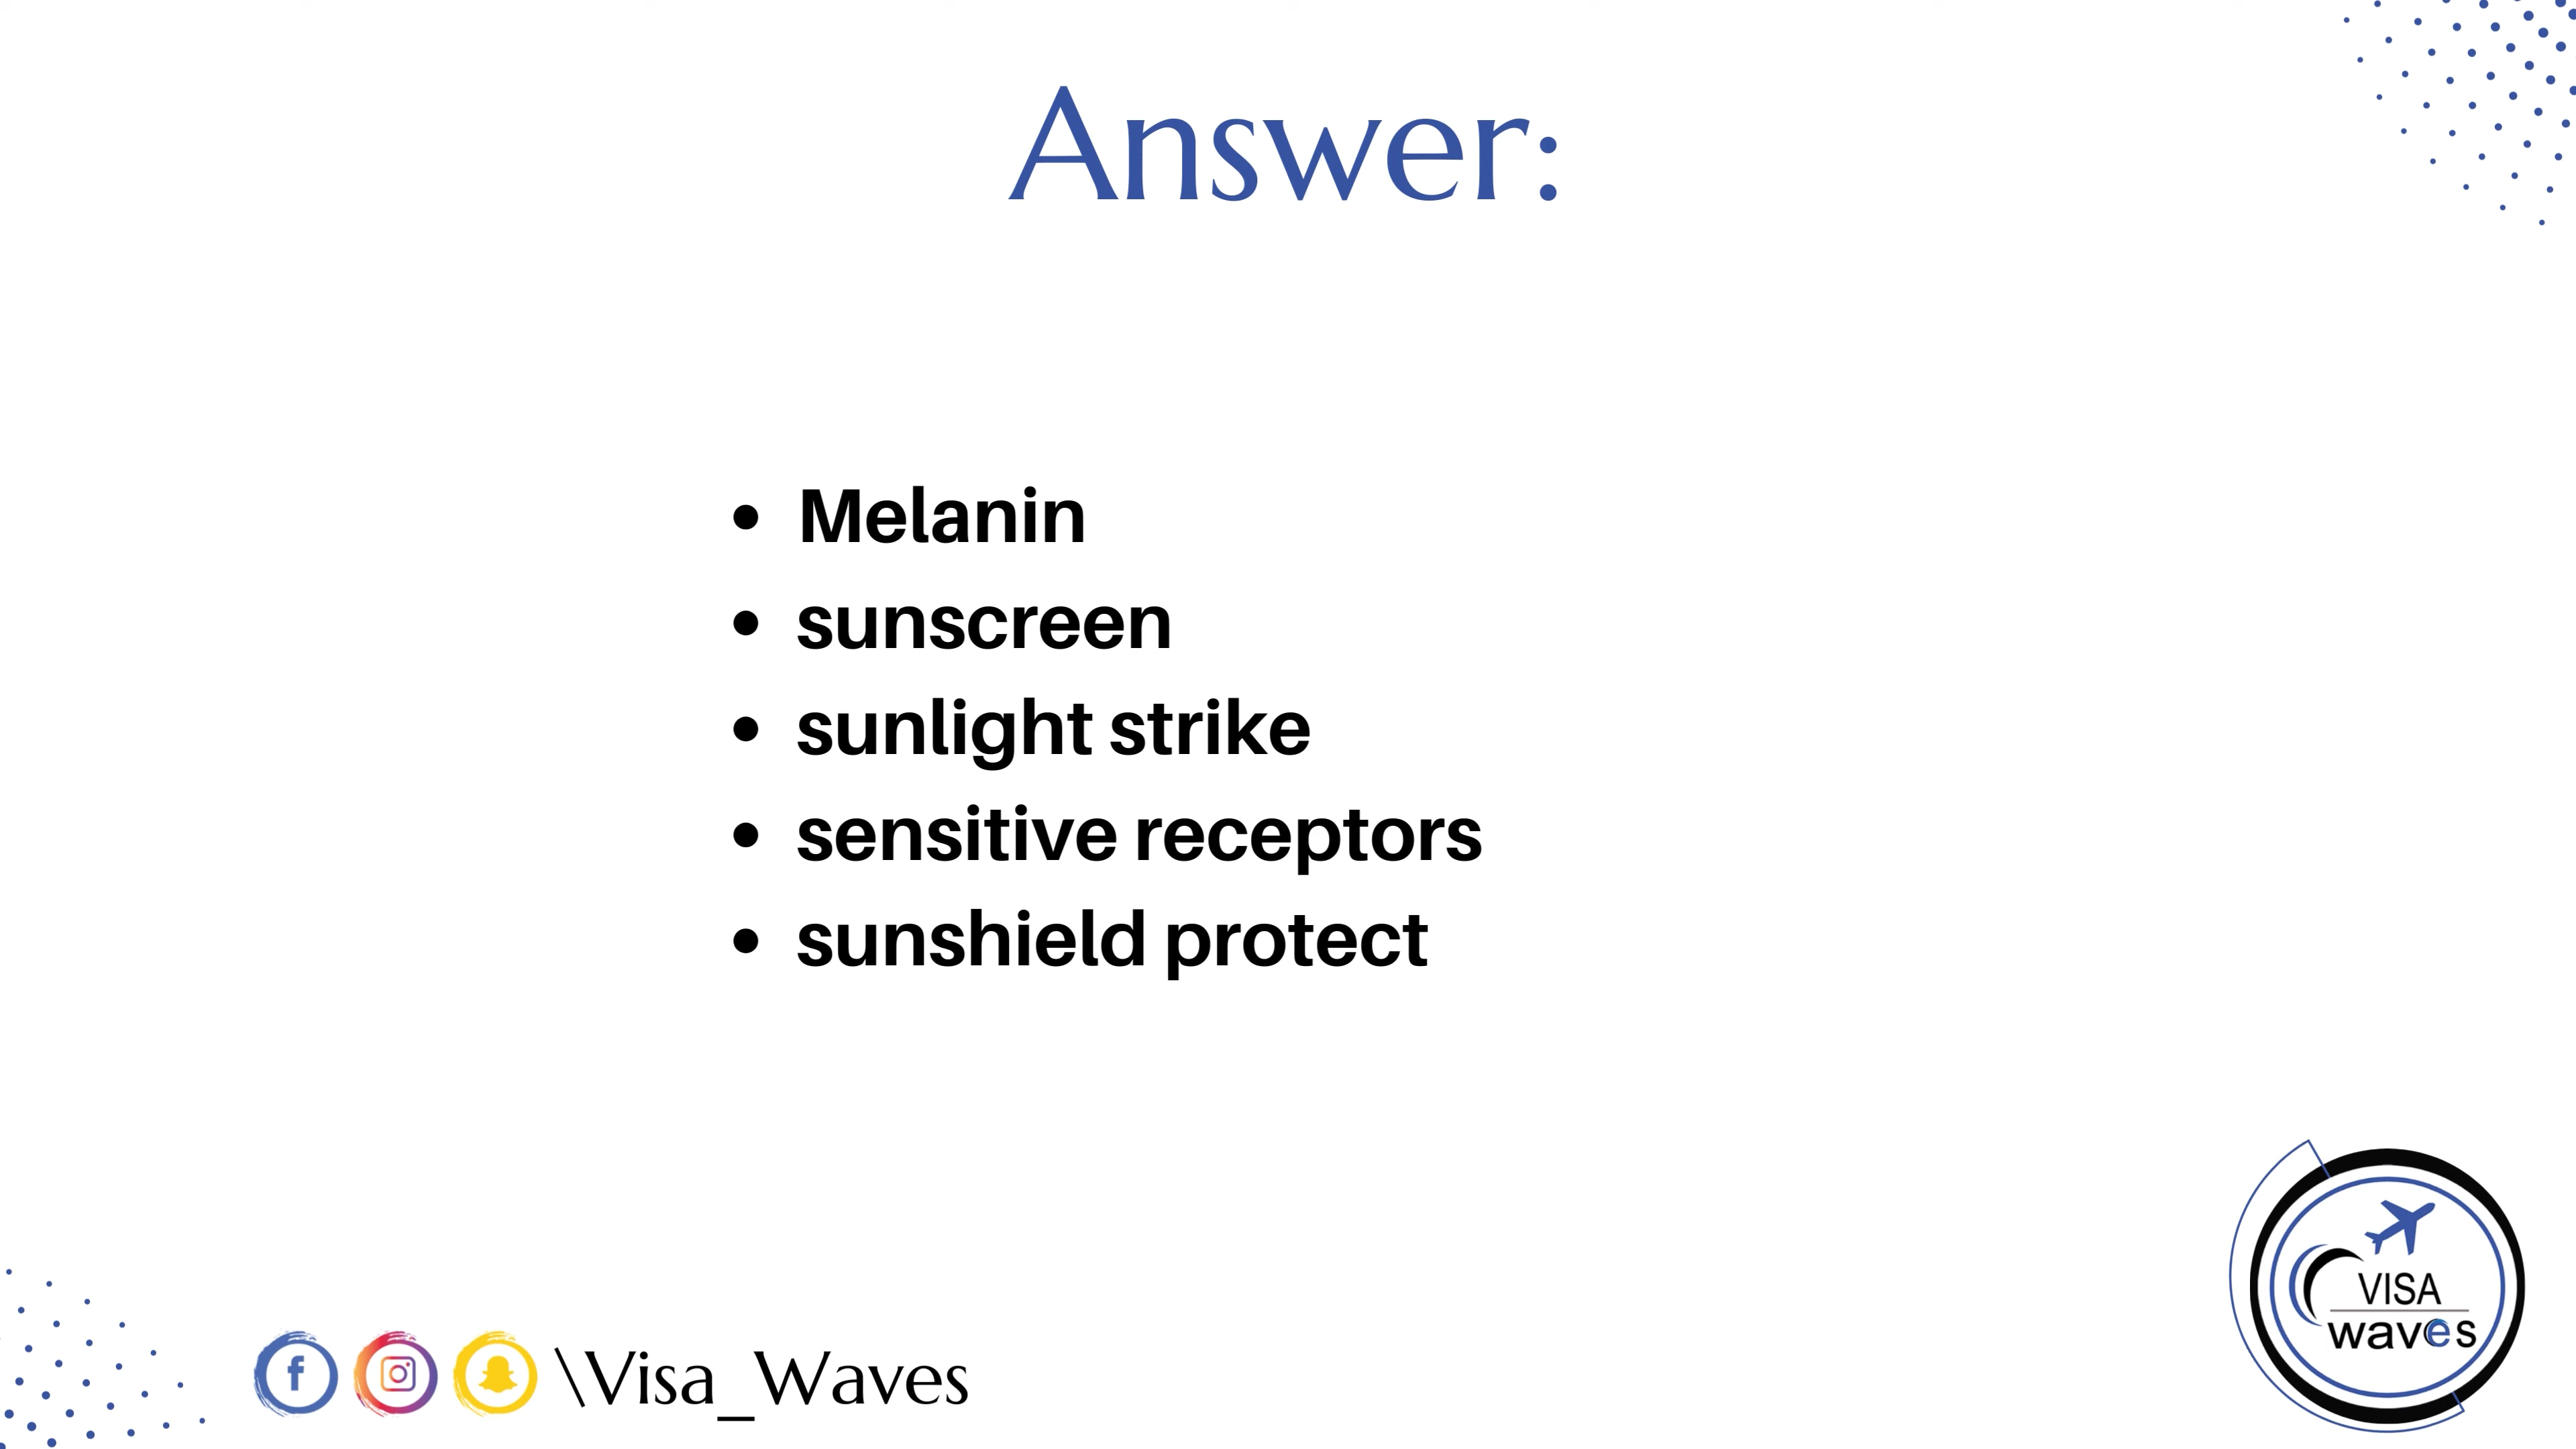 Answer:
• Melanin
• sunscreen
• sunlight strike
• sensitive receptors
• sunshield protect
\Visa_Waves
VISA
waves